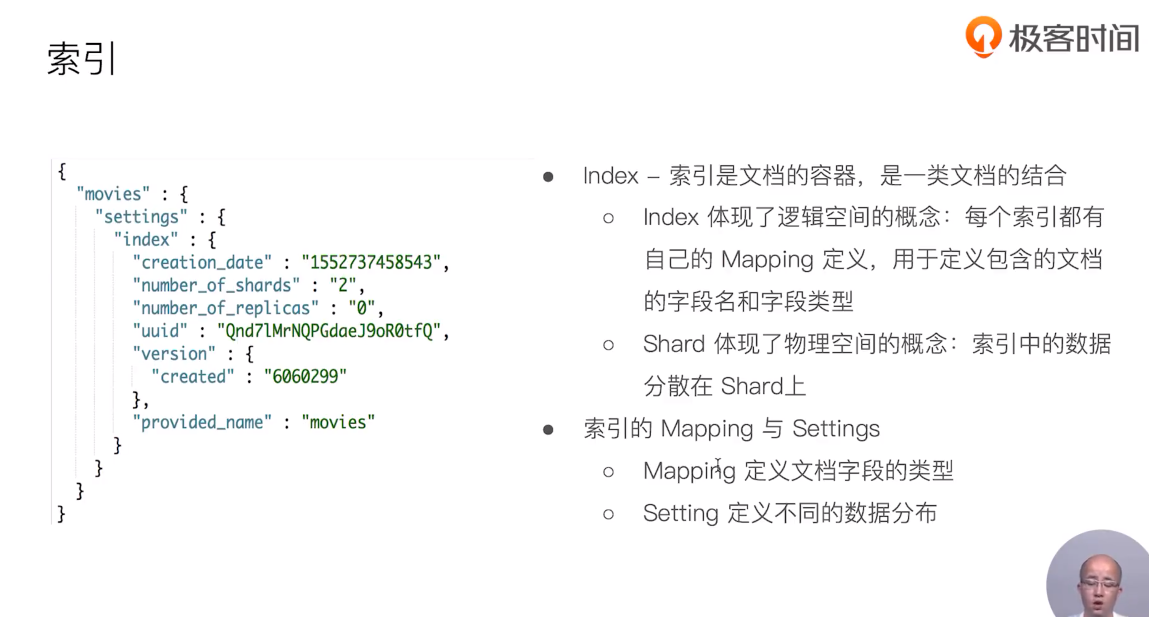 极客时间
索引
{
"movies" : {
"settings" : {
"index" : {
"creation_date" : "1552737458543",
"number_of_shards" : "2",
"number_of_replicas" : "0",
"uuid" : "Qnd7lMrNQPGdaeJ9oR0tfQ",
"version" : {
"created" : "6060299"
},
"provided_name" : "movies"
}
}
}
}
● Index – 索引是文档的容器，是一类文档的结合
○ Index 体现了逻辑空间的概念：每个索引都有
自己的 Mapping 定义，用于定义包含的文档
的字段名和字段类型
○ Shard 体现了物理空间的概念：索引中的数据
分散在 Shard上
● 索引的 Mapping 与 Settings
○ Mapping 定义文档字段的类型
○ Setting 定义不同的数据分布